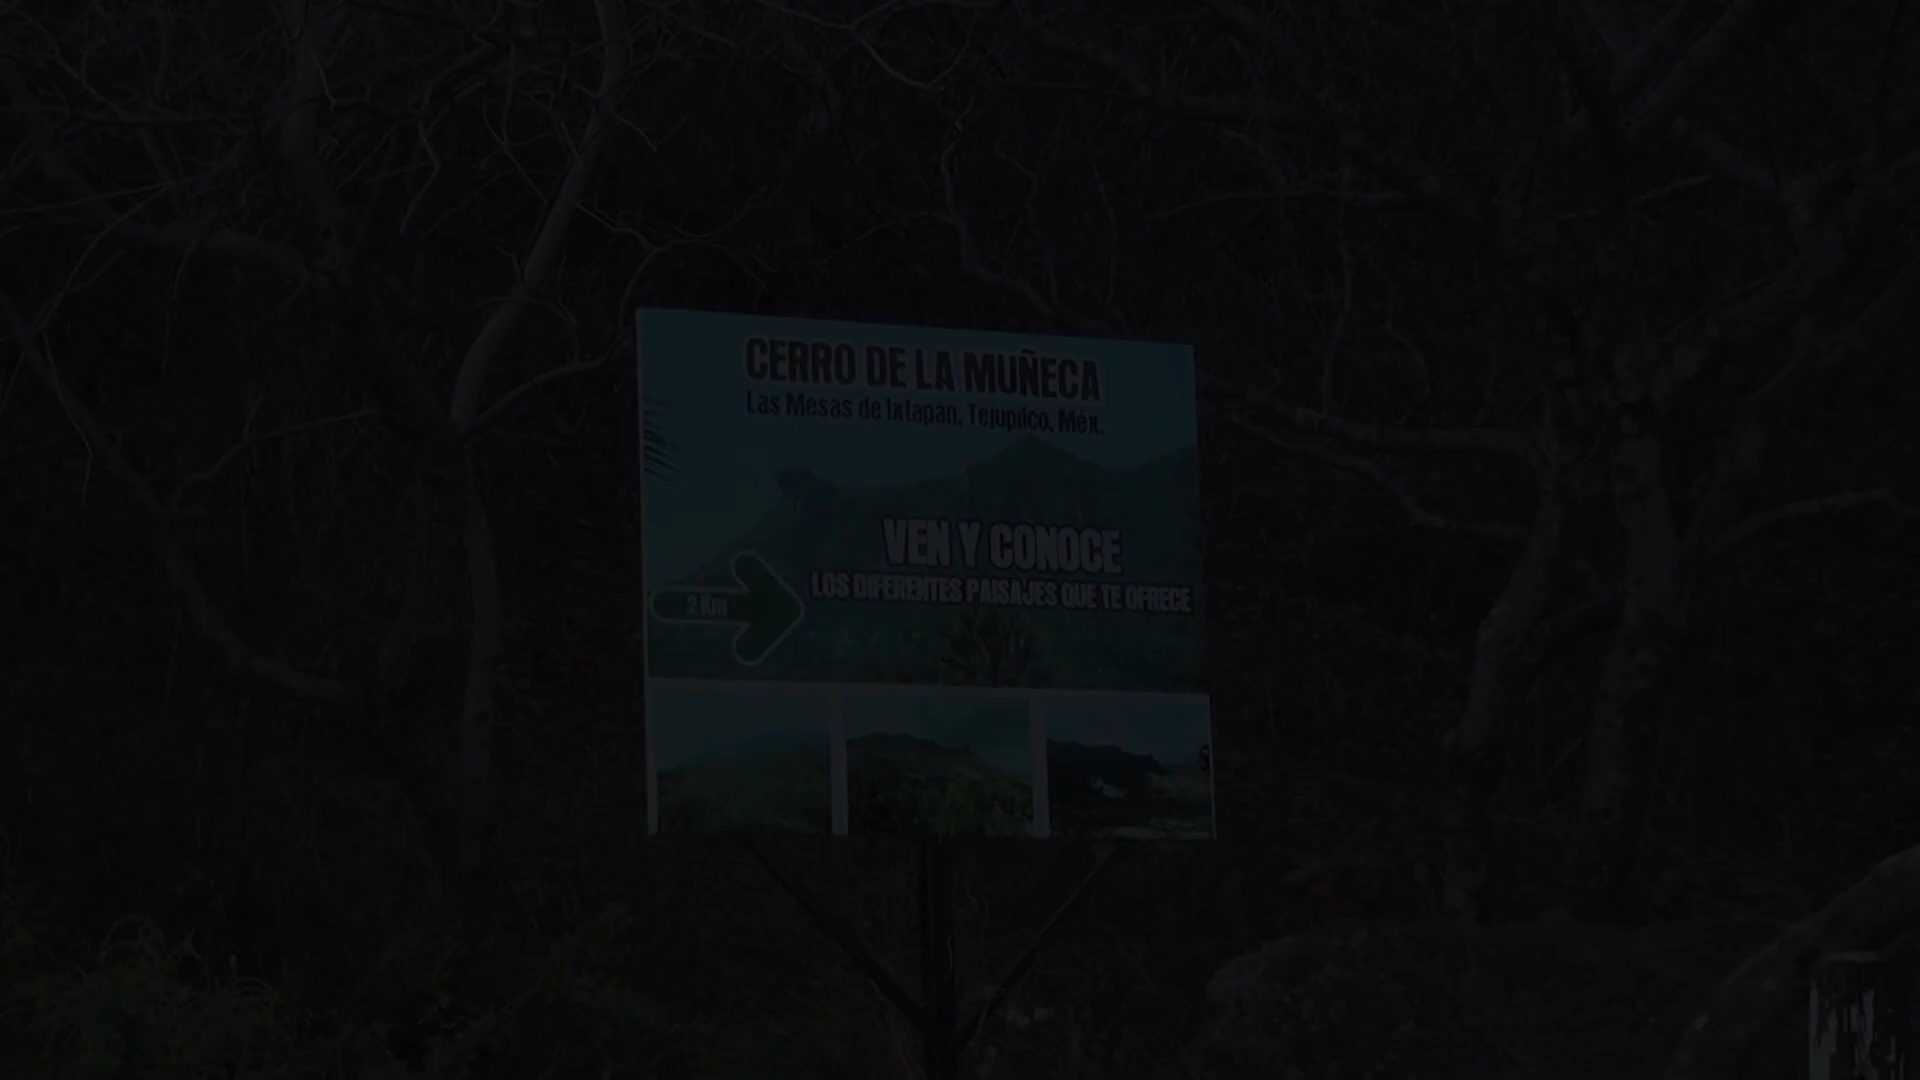 CERRO DE LA MUÑECA
Las Mesas de Ixtapan, Tejupilco, Méx.
VEN Y CONOCE
LOS DIFERENTES PAISAJES QUE TE OFRECE
2 Km